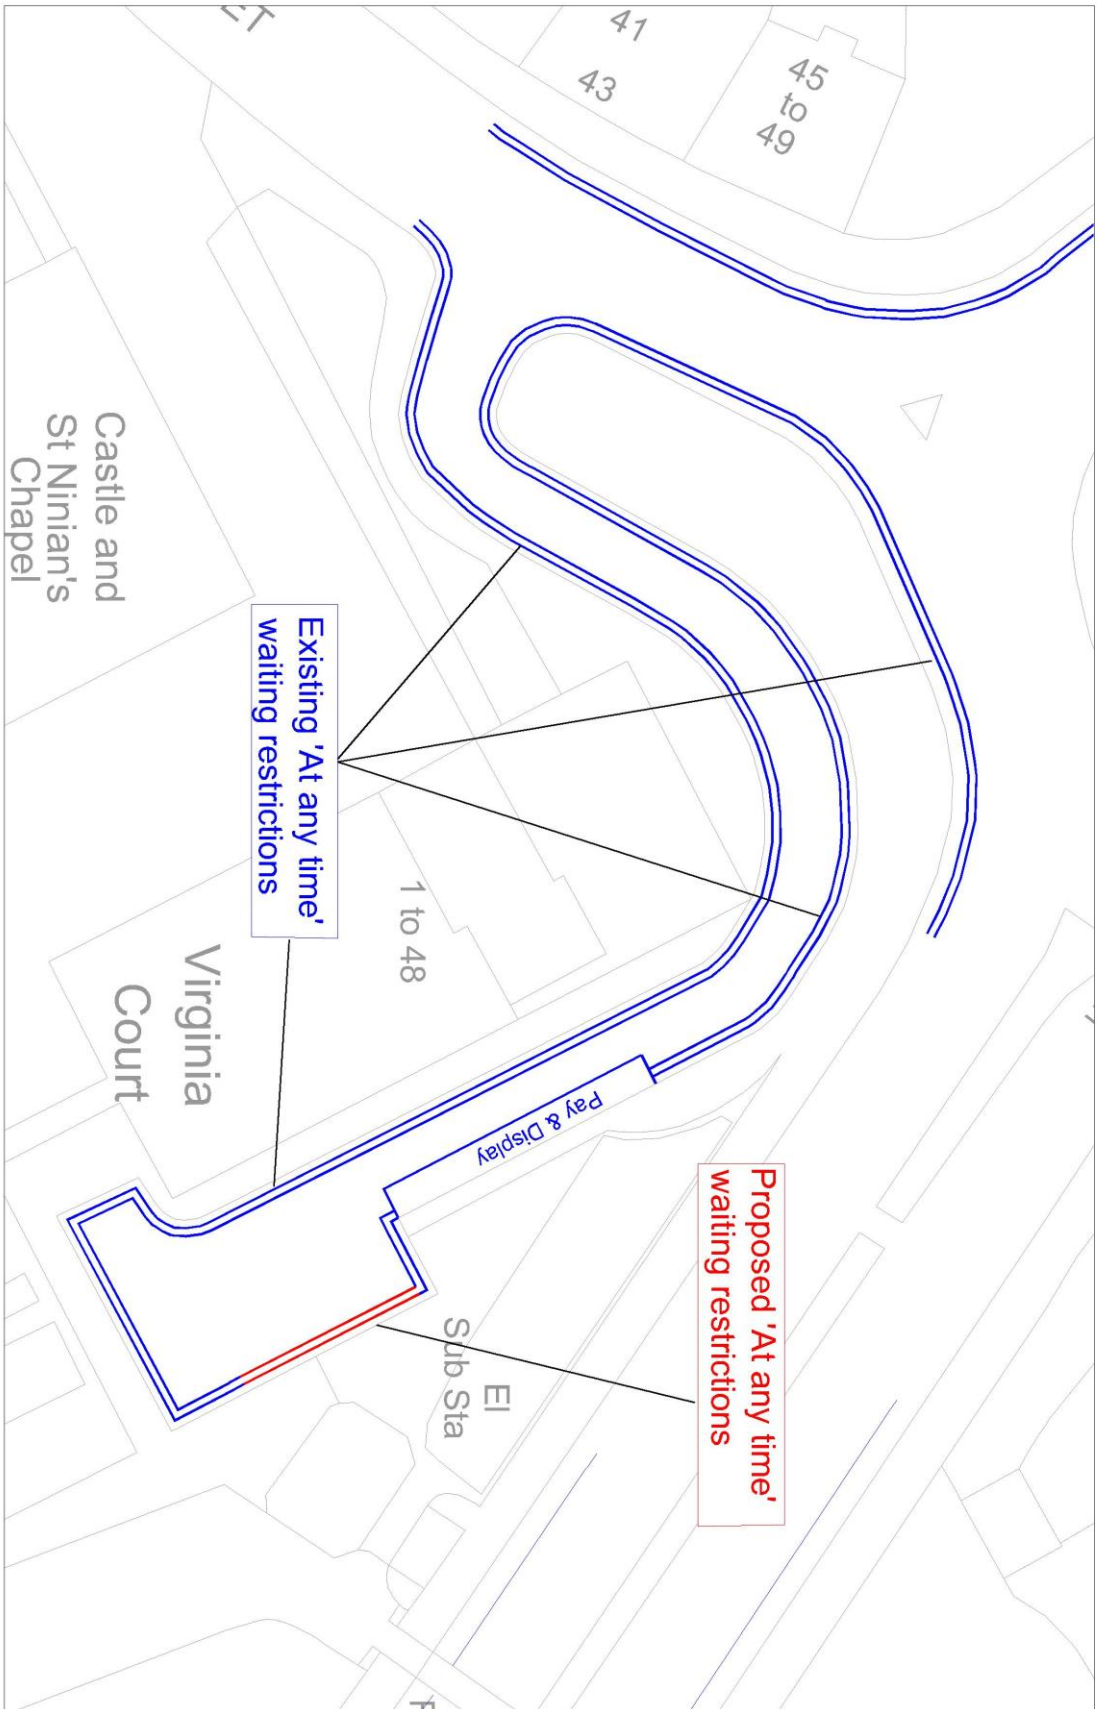 41
43
45
to
49
Castle and
St Ninian's
Chapel
Existing 'At any time'
waiting restrictions
1 to 48
Virginia
Court
Pay & Display
Proposed 'At any time'
waiting restrictions
El
Sub Sta